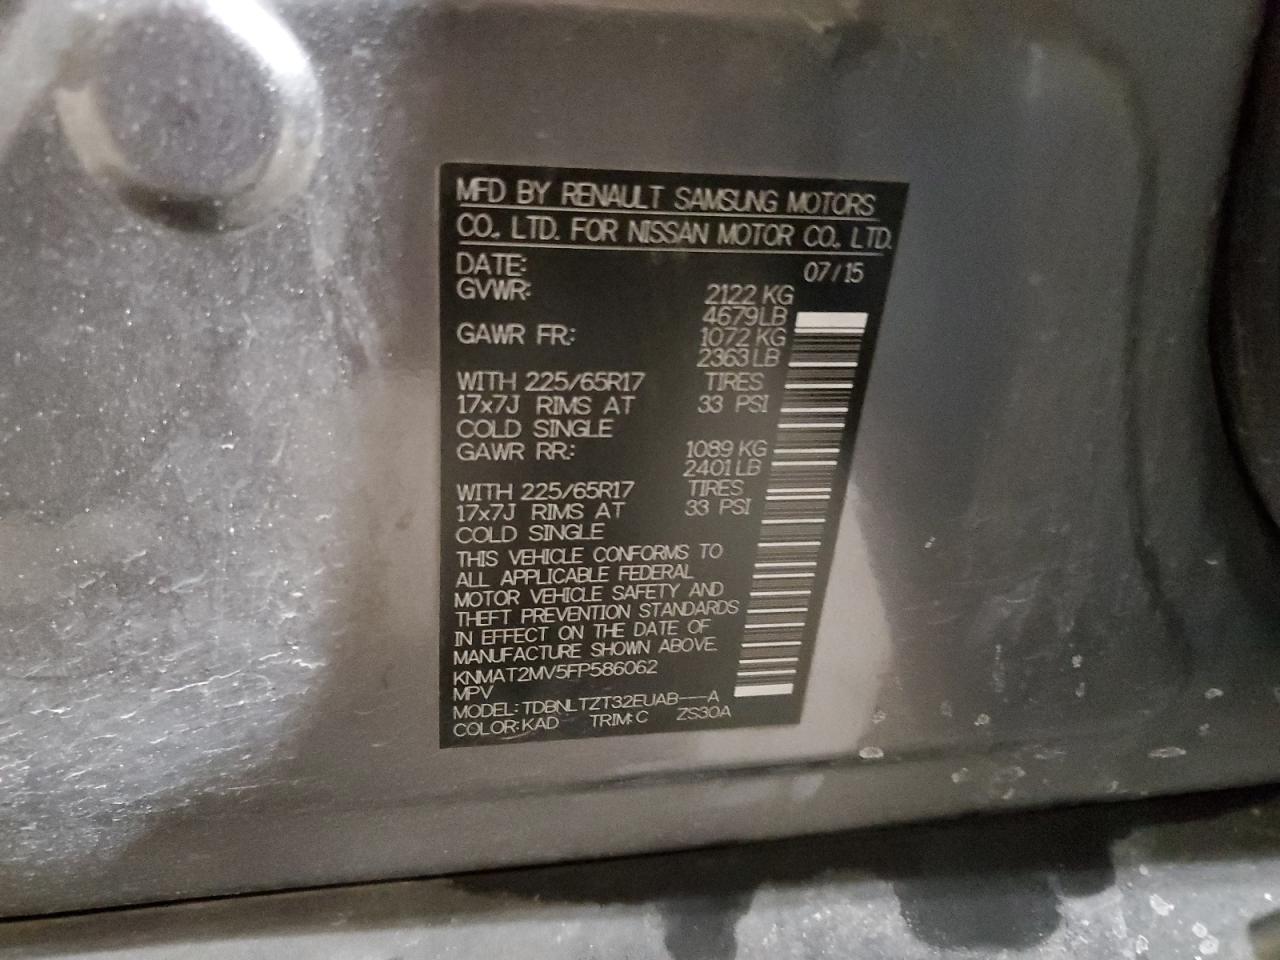 MFD BY RENAULT SAMSUNG MOTORS
CO., LTD. FOR NISSAN MOTOR CO., LTD.
DATE: 07/15
GVWR: 2122 KG
4679LB
GAWR FR: 1072 KG
2363LB
WITH 225/65R17 TIRES
17x7J RIMS AT 33 PSI
COLD SINGLE
GAWR RR: 1089 KG
2401LB
WITH 225/65R17 TIRES
17x7J RIMS AT 33 PSI
COLD SINGLE
THIS VEHICLE CONFORMS TO
ALL APPLICABLE FEDERAL
MOTOR VEHICLE SAFETY AND
THEFT PREVENTION STANDARDS
IN EFFECT ON THE DATE OF
MANUFACTURE SHOWN ABOVE.
KNMAT2MV5FP586062
MPV
MODEL: TDBNLTZT32EUAB---A
COLOR: KAD TRIM: C ZS30A